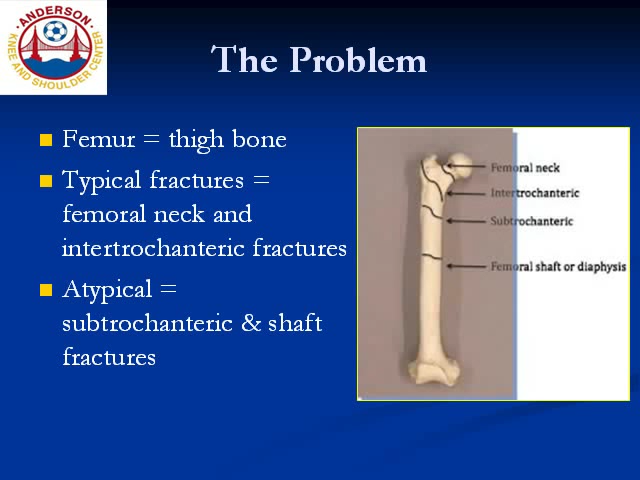 ANDERSON
KNEE AND SHOULDER CENTER
The Problem
Femur = thigh bone
Typical fractures =
femoral neck and
intertrochanteric fractures
Atypical =
subtrochanteric & shaft
fractures
Femoral neck
Intertrochanteric
Subtrochanteric
Femoral shaft or diaphysis